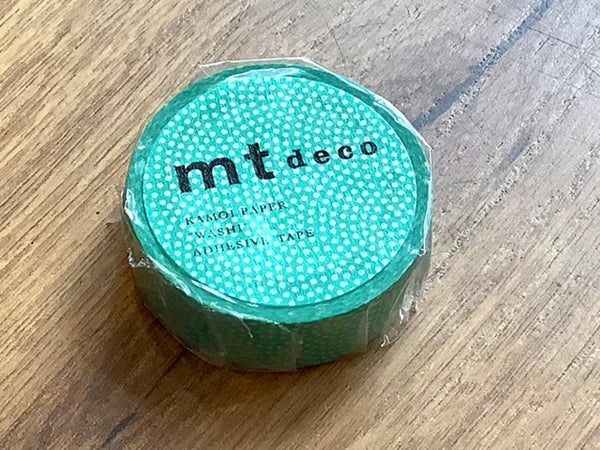 mt deco
KAMOI PAPER
WASHI
ADHESIVE TAPE